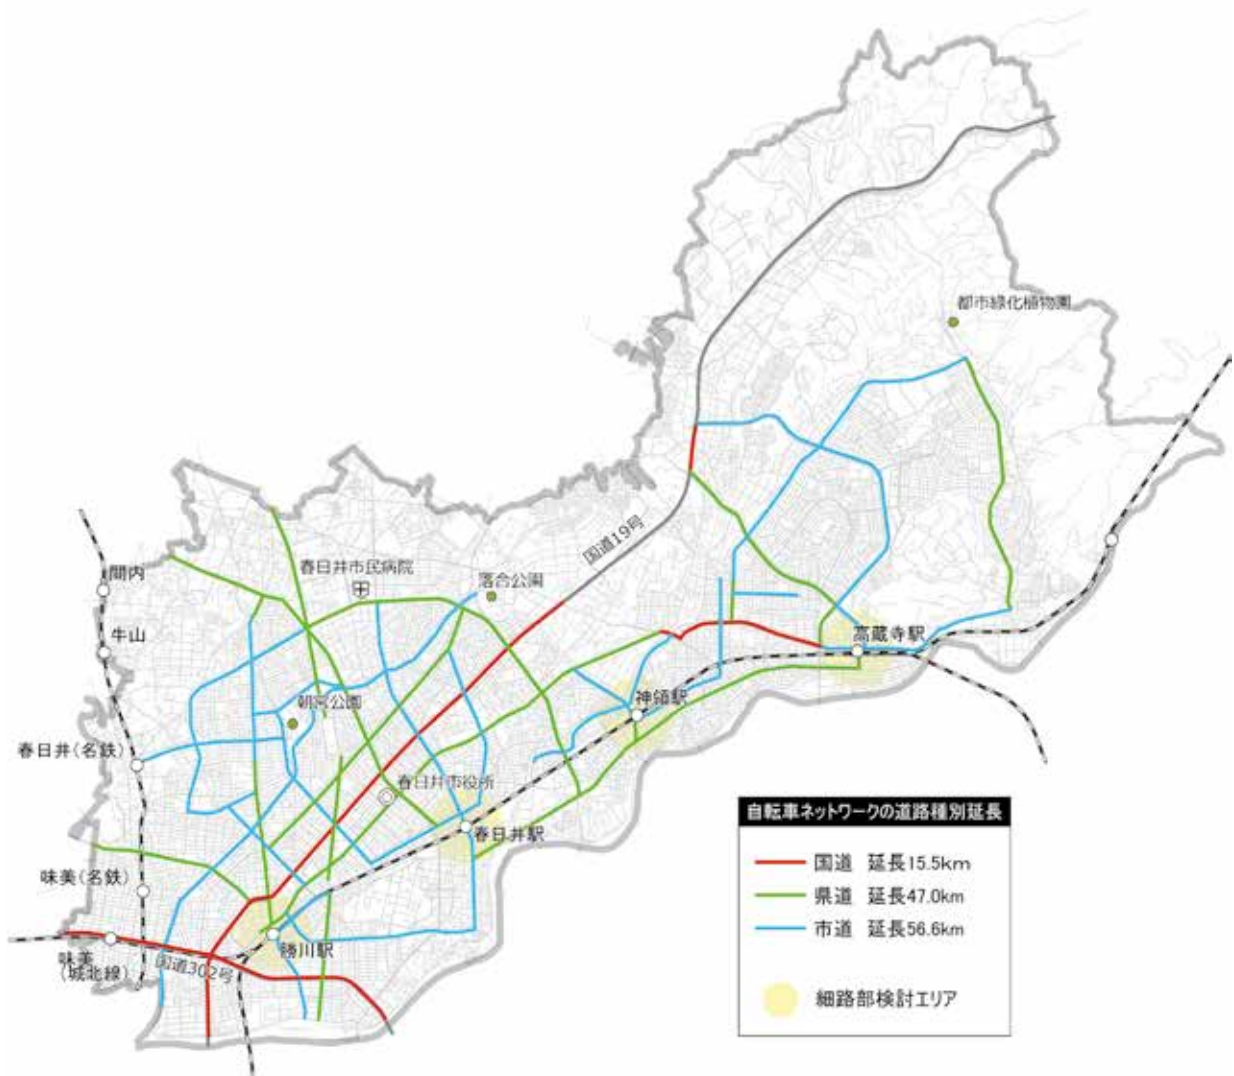 都市緑化植物園
国道19号
間内
春日井市民病院
落合公園
牛山
高蔵寺駅
神領駅
朝宮公園
春日井(名鉄)
春日井市役所
春日井駅
味美(名鉄)
勝川駅
味美
(城北線)
国道302号
自転車ネットワークの道路種別延長
国道 延長15.5km
県道 延長47.0km
市道 延長56.6km
細路部検討エリア